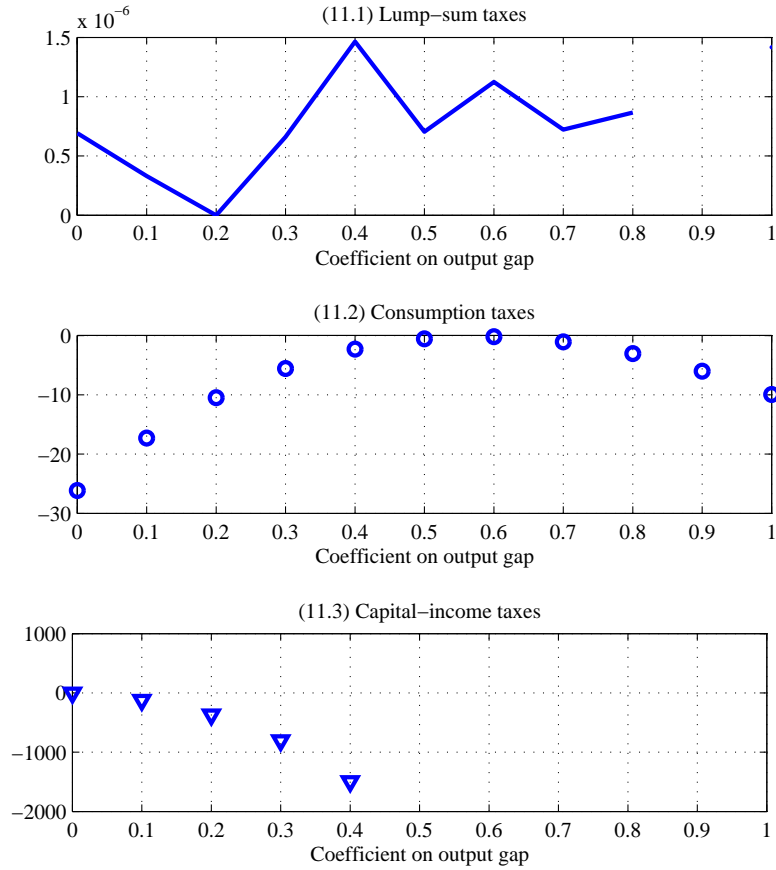 (11.1) Lump−sum taxes
x 10−6
1.5
1
0.5
0
0 0.1 0.2 0.3 0.4 0.5 0.6 0.7 0.8 0.9 1
Coefficient on output gap
(11.2) Consumption taxes
0
−10
−20
−30
0 0.1 0.2 0.3 0.4 0.5 0.6 0.7 0.8 0.9 1
Coefficient on output gap
(11.3) Capital−income taxes
1000
0
−1000
−2000
0 0.1 0.2 0.3 0.4 0.5 0.6 0.7 0.8 0.9 1
Coefficient on output gap